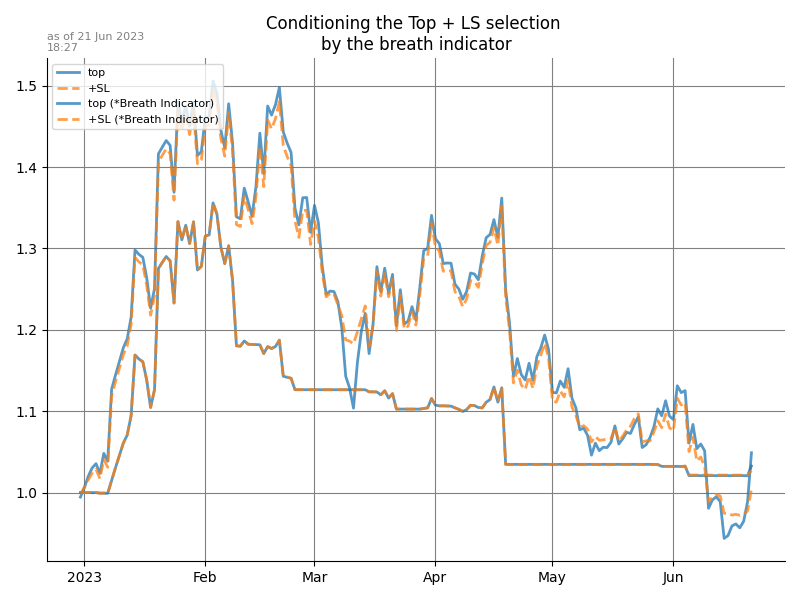 Conditioning the Top + LS selection
by the breath indicator
as of 21 Jun 2023
18:27
top
+SL
top (*Breath Indicator)
+SL (*Breath Indicator)
1.5
1.4
1.3
1.2
1.1
1.0
2023 Feb Mar Apr May Jun